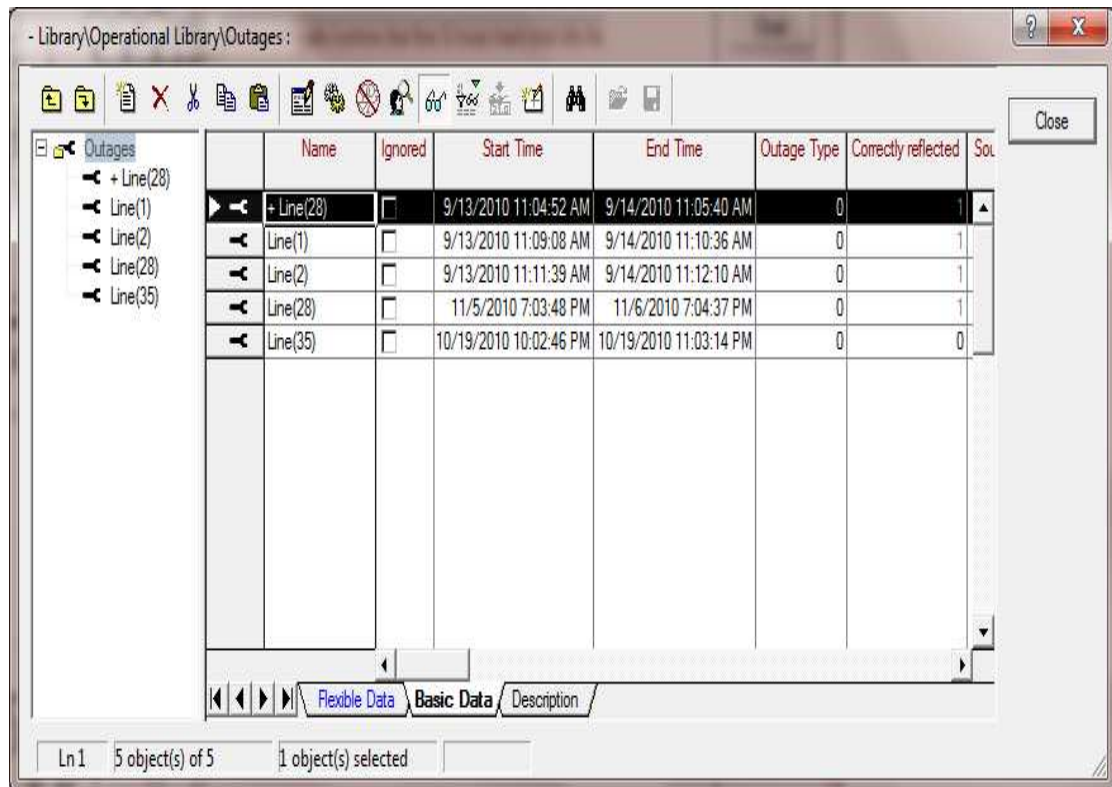 - Library\Operational Library\Outages :
? X
Close
Outages
+ Line(28)
Line(1)
Line(2)
Line(28)
Line(35)
Name Ignored Start Time End Time Outage Type Correctly reflected Sou
+ Line(28) 9/13/2010 11:04:52 AM 9/14/2010 11:05:40 AM 0 1
Line(1) 9/13/2010 11:09:08 AM 9/14/2010 11:10:36 AM 0 1
Line(2) 9/13/2010 11:11:39 AM 9/14/2010 11:12:10 AM 0 1
Line(28) 11/5/2010 7:03:48 PM 11/6/2010 7:04:37 PM 0 1
Line(35) 10/19/2010 10:02:46 PM 10/19/2010 11:03:14 PM 0 0
Flexible Data Basic Data Description
Ln 1 5 object(s) of 5 1 object(s) selected